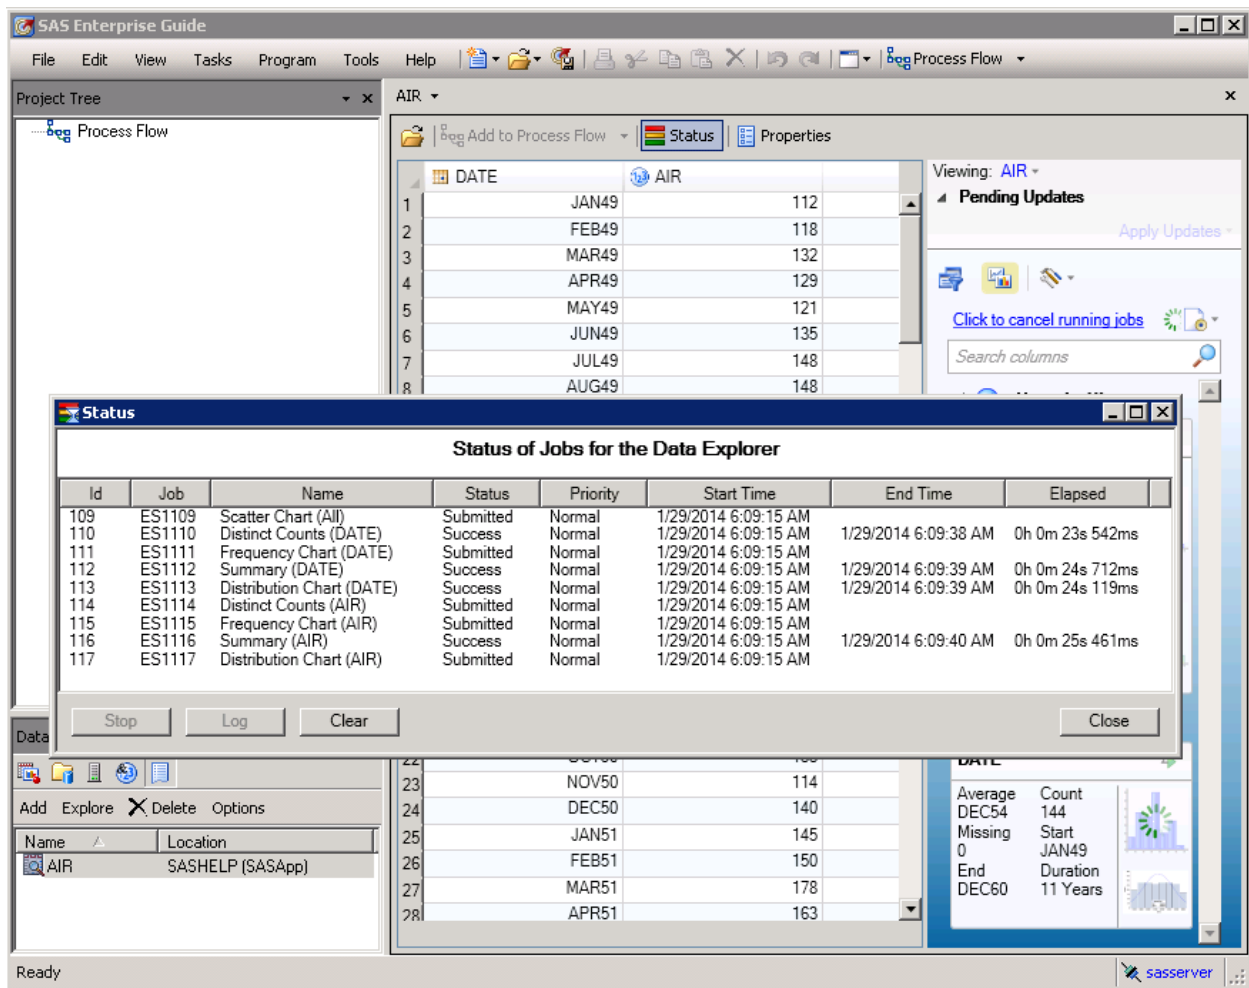 SAS Enterprise Guide
File Edit View Tasks Program Tools Help Process Flow
Project Tree
Process Flow
AIR
Add to Process Flow Status Properties
DATE AIR
1 JAN49 112
2 FEB49 118
3 MAR49 132
4 APR49 129
5 MAY49 121
6 JUN49 135
7 JUL49 148
8 AUG49 148
Viewing: AIR
Pending Updates
Apply Updates
Click to cancel running jobs
Search columns
Status
Status of Jobs for the Data Explorer
Id Job Name Status Priority Start Time End Time Elapsed
109 ES1109 Scatter Chart (All) Submitted Normal 1/29/2014 6:09:15 AM
110 ES1110 Distinct Counts (DATE) Success Normal 1/29/2014 6:09:15 AM 1/29/2014 6:09:38 AM 0h 0m 23s 542ms
111 ES1111 Frequency Chart (DATE) Submitted Normal 1/29/2014 6:09:15 AM
112 ES1112 Summary (DATE) Success Normal 1/29/2014 6:09:15 AM 1/29/2014 6:09:39 AM 0h 0m 24s 712ms
113 ES1113 Distribution Chart (DATE) Success Normal 1/29/2014 6:09:15 AM 1/29/2014 6:09:39 AM 0h 0m 24s 119ms
114 ES1114 Distinct Counts (AIR) Submitted Normal 1/29/2014 6:09:15 AM
115 ES1115 Frequency Chart (AIR) Submitted Normal 1/29/2014 6:09:15 AM
116 ES1116 Summary (AIR) Success Normal 1/29/2014 6:09:15 AM 1/29/2014 6:09:40 AM 0h 0m 25s 461ms
117 ES1117 Distribution Chart (AIR) Submitted Normal 1/29/2014 6:09:15 AM
Stop Log Clear Close
Data
Add Explore Delete Options
Name Location
AIR SASHELP (SASApp)
22
23 NOV50 114
24 DEC50 140
25 JAN51 145
26 FEB51 150
27 MAR51 178
28 APR51 163
DATE
Average Count
DEC54 144
Missing Start
0 JAN49
End Duration
DEC60 11 Years
Ready
sasserver